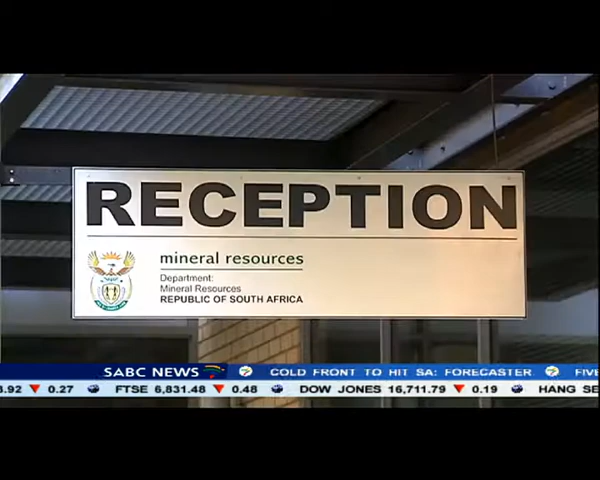 RECEPTION
mineral resources
Department:
Mineral Resources
REPUBLIC OF SOUTH AFRICA
SABC NEWS COLD FRONT TO HIT SA: FORECASTER FIVE
3.92 0.27 FTSE 6,831.48 0.48 DOW JONES 16,711.79 0.19 HANG SE